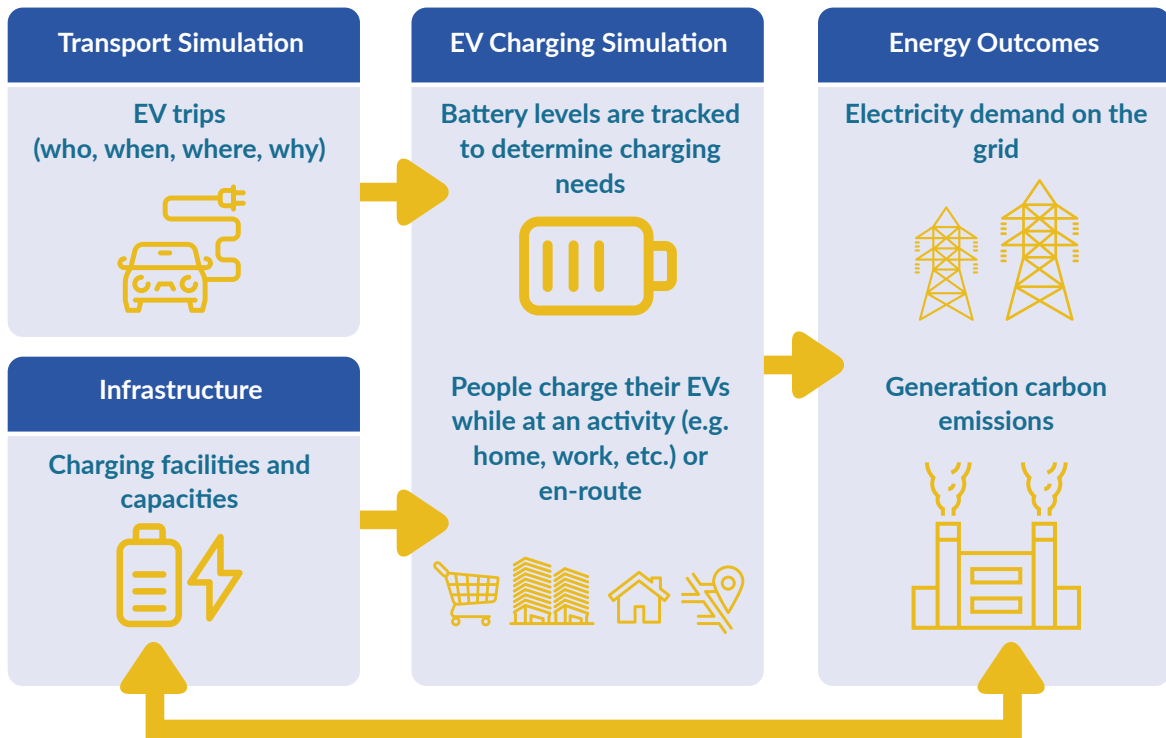 Transport Simulation
EV trips
(who, when, where, why)
Infrastructure
Charging facilities and
capacities
EV Charging Simulation
Battery levels are tracked
to determine charging
needs
People charge their EVs
while at an activity (e.g.
home, work, etc.) or
en-route
Energy Outcomes
Electricity demand on the
grid
Generation carbon
emissions